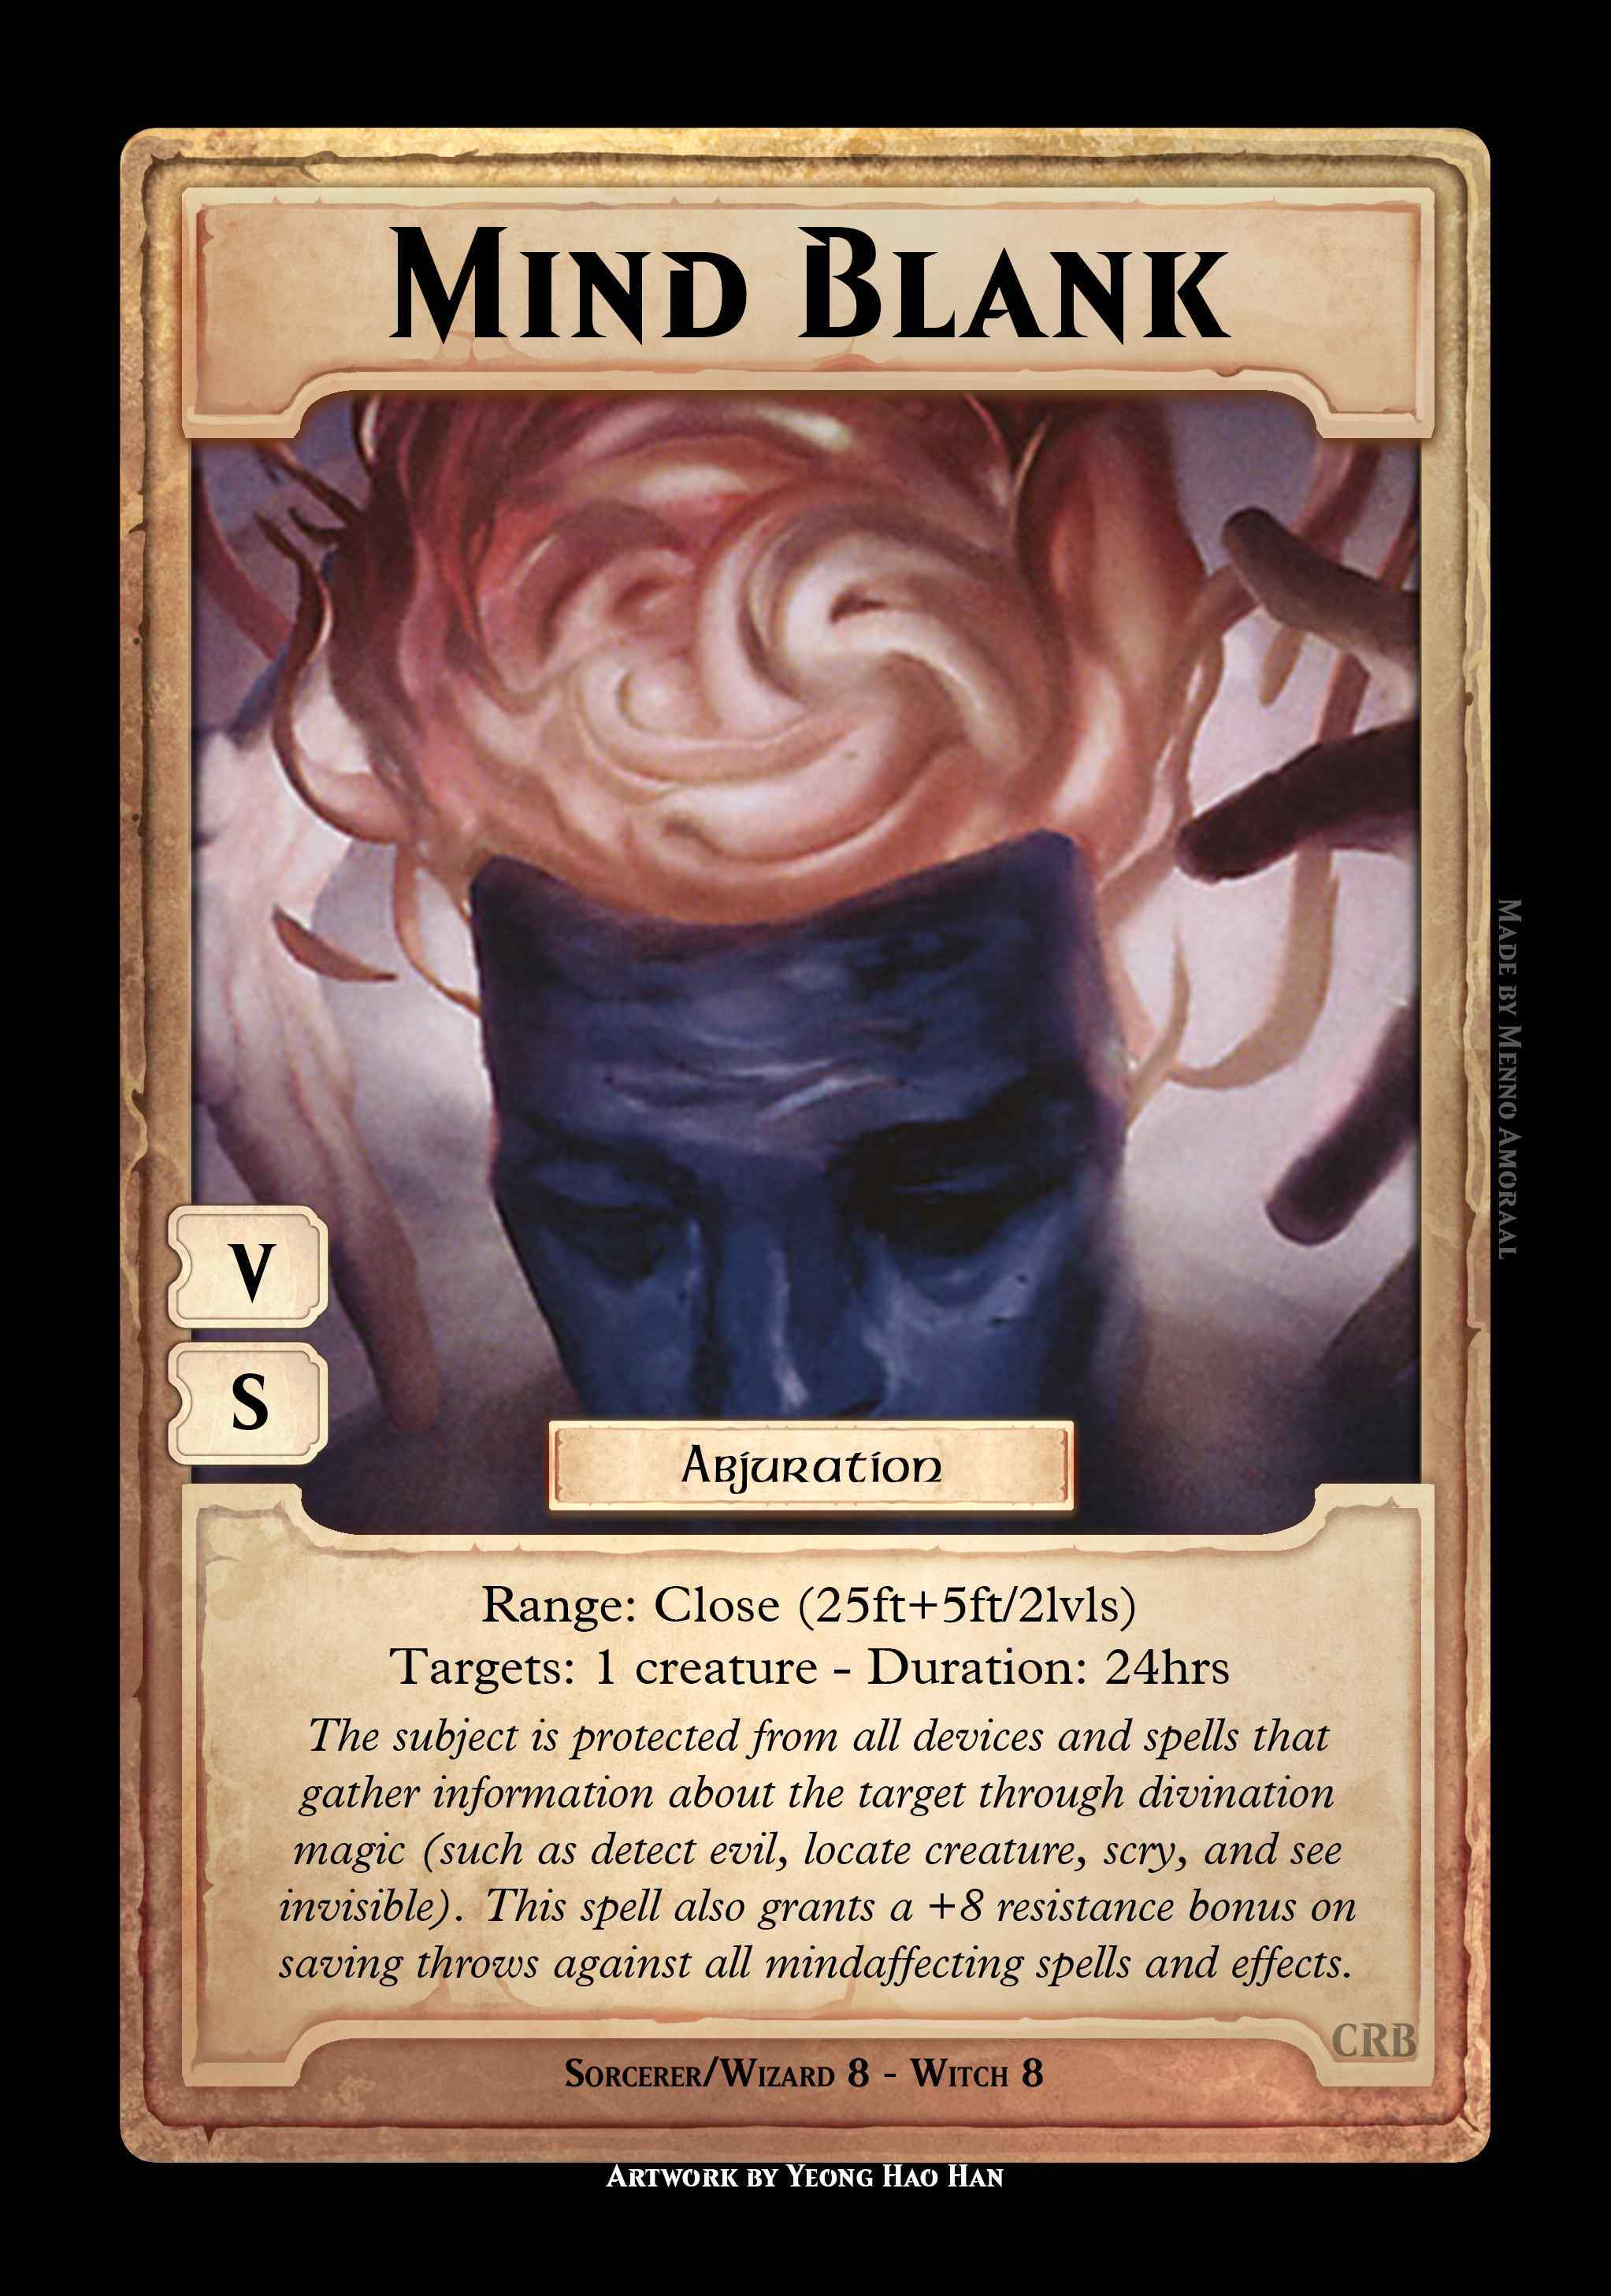 Mind Blank
Made by Menno Amoraal
V
S
Abjuration
Range: Close (25ft+5ft/2lvls)
Targets: 1 creature - Duration: 24hrs
The subject is protected from all devices and spells that
gather information about the target through divination
magic (such as detect evil, locate creature, scry, and see
invisible). This spell also grants a +8 resistance bonus on
saving throws against all mindaffecting spells and effects.
CRB
Sorcerer/Wizard 8 - Witch 8
Artwork by Yeong Hao Han